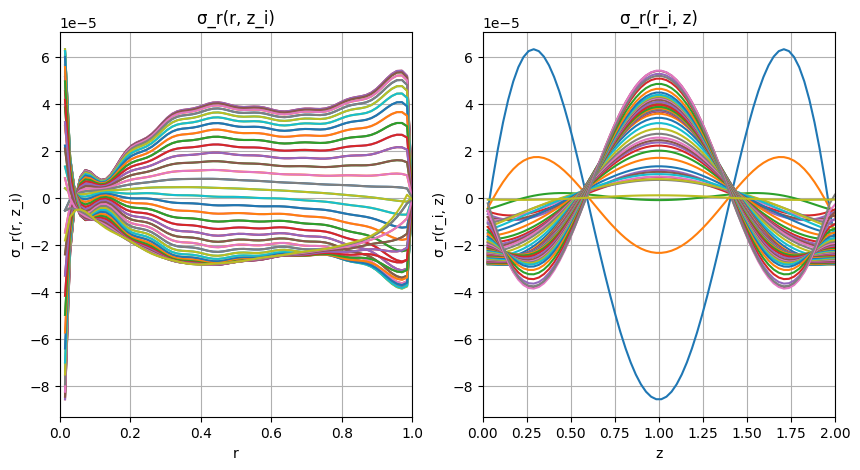 σ_r(r, z_i)
1e−5
σ_r(r, z_i)
6
4
2
0
−2
−4
−6
−8
0.0 0.2 0.4 0.6 0.8 1.0
r
σ_r(r_i, z)
1e−5
σ_r(r_i, z)
6
4
2
0
−2
−4
−6
−8
0.00 0.25 0.50 0.75 1.00 1.25 1.50 1.75 2.00
z